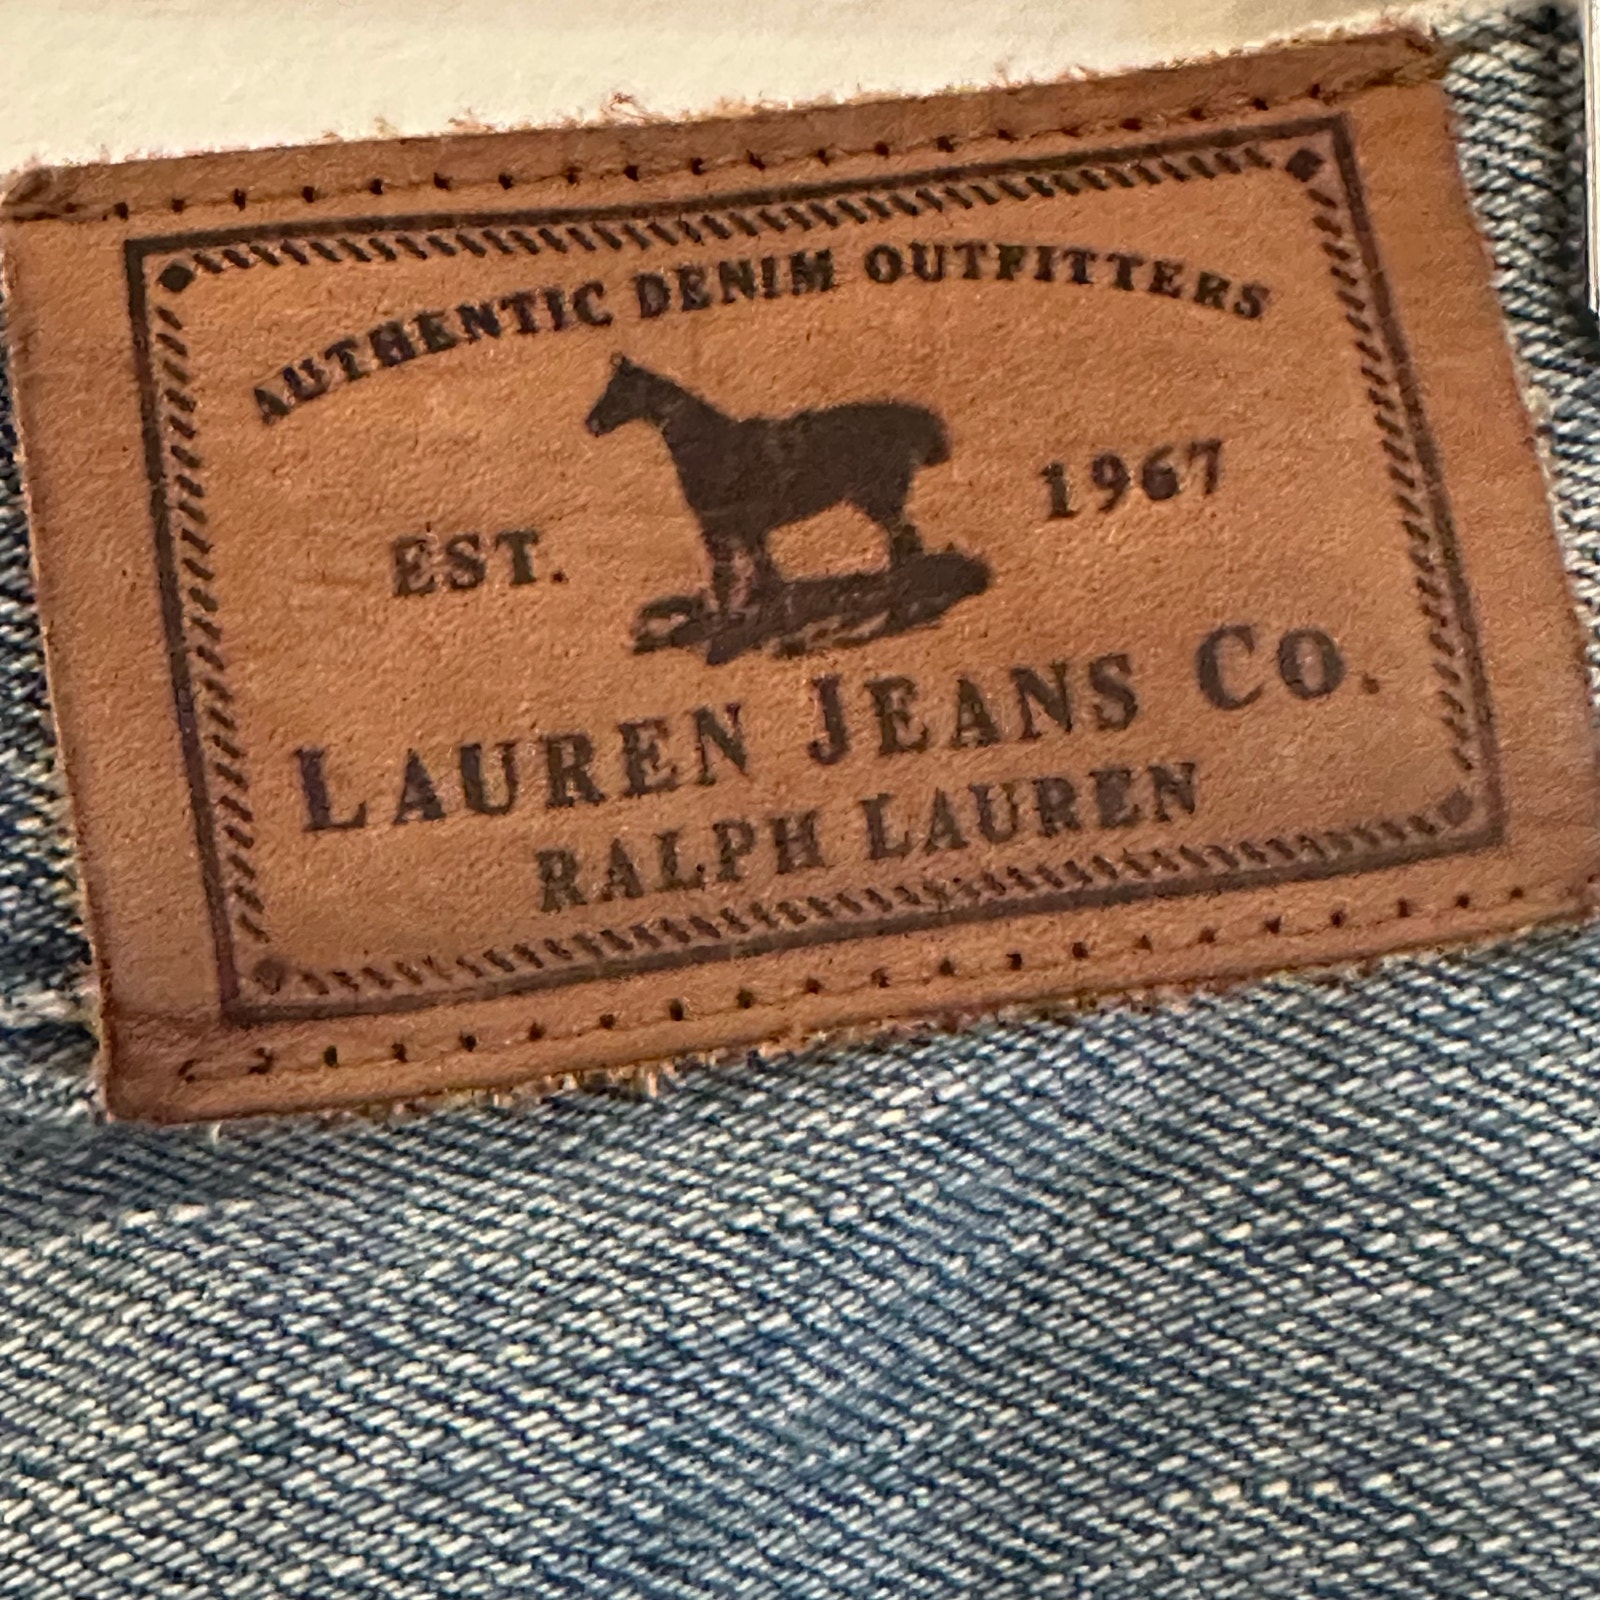 AUTHENTIC DENIM OUTFITTERS
EST. 1967
LAUREN JEANS CO.
RALPH LAUREN